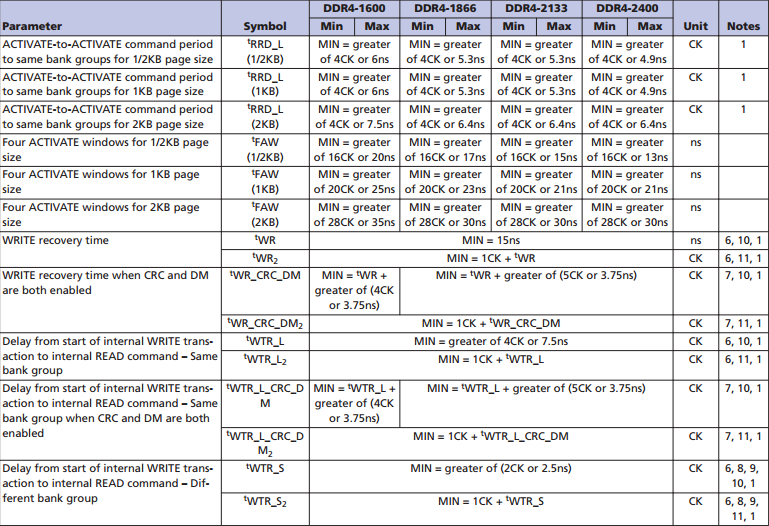 DDR4-1600 DDR4-1866 DDR4-2133 DDR4-2400
Parameter Symbol Min Max Min Max Min Max Min Max Unit Notes
ACTIVATE-to-ACTIVATE command period tRRD_L MIN = greater MIN = greater MIN = greater MIN = greater CK 1
to same bank groups for 1/2KB page size (1/2KB) of 4CK or 6ns of 4CK or 5.3ns of 4CK or 5.3ns of 4CK or 4.9ns
ACTIVATE-to-ACTIVATE command period tRRD_L MIN = greater MIN = greater MIN = greater MIN = greater CK 1
to same bank groups for 1KB page size (1KB) of 4CK or 6ns of 4CK or 5.3ns of 4CK or 5.3ns of 4CK or 4.9ns
ACTIVATE-to-ACTIVATE command period tRRD_L MIN = greater MIN = greater MIN = greater MIN = greater CK 1
to same bank groups for 2KB page size (2KB) of 4CK or 7.5ns of 4CK or 6.4ns of 4CK or 6.4ns of 4CK or 6.4ns
Four ACTIVATE windows for 1/2KB page tFAW MIN = greater MIN = greater MIN = greater MIN = greater ns
size (1/2KB) of 16CK or 20ns of 16CK or 17ns of 16CK or 15ns of 16CK or 13ns
Four ACTIVATE windows for 1KB page tFAW MIN = greater MIN = greater MIN = greater MIN = greater ns
size (1KB) of 20CK or 25ns of 20CK or 23ns of 20CK or 21ns of 20CK or 21ns
Four ACTIVATE windows for 2KB page tFAW MIN = greater MIN = greater MIN = greater MIN = greater ns
size (2KB) of 28CK or 35ns of 28CK or 30ns of 28CK or 30ns of 28CK or 30ns
WRITE recovery time tWR MIN = 15ns ns 6, 10, 1
tWR2 MIN = 1CK + tWR CK 6, 11, 1
WRITE recovery time when CRC and DM tWR_CRC_DM MIN = tWR + MIN = tWR + greater of (5CK or 3.75ns) CK 7, 10, 1
are both enabled greater of (4CK
or 3.75ns)
tWR_CRC_DM2 MIN = 1CK + tWR_CRC_DM CK 7, 11, 1
Delay from start of internal WRITE trans- tWTR_L MIN = greater of 4CK or 7.5ns CK 6, 10, 1
action to internal READ command – Same tWTR_L2 MIN = 1CK + tWTR_L CK 6, 11, 1
bank group
Delay from start of internal WRITE trans- tWTR_L_CRC_D MIN = tWTR_L + MIN = tWTR_L + greater of (5CK or 3.75ns) CK 7, 10, 1
action to internal READ command – Same M greater of (4CK
bank group when CRC and DM are both or 3.75ns)
enabled tWTR_L_CRC_D MIN = 1CK + tWTR_L_CRC_DM CK 7, 11, 1
M2
Delay from start of internal WRITE trans- tWTR_S MIN = greater of (2CK or 2.5ns) CK 6, 8, 9,
action to internal READ command – Dif- 10, 1
ferent bank group tWTR_S2 MIN = 1CK + tWTR_S CK 6, 8, 9,
11, 1